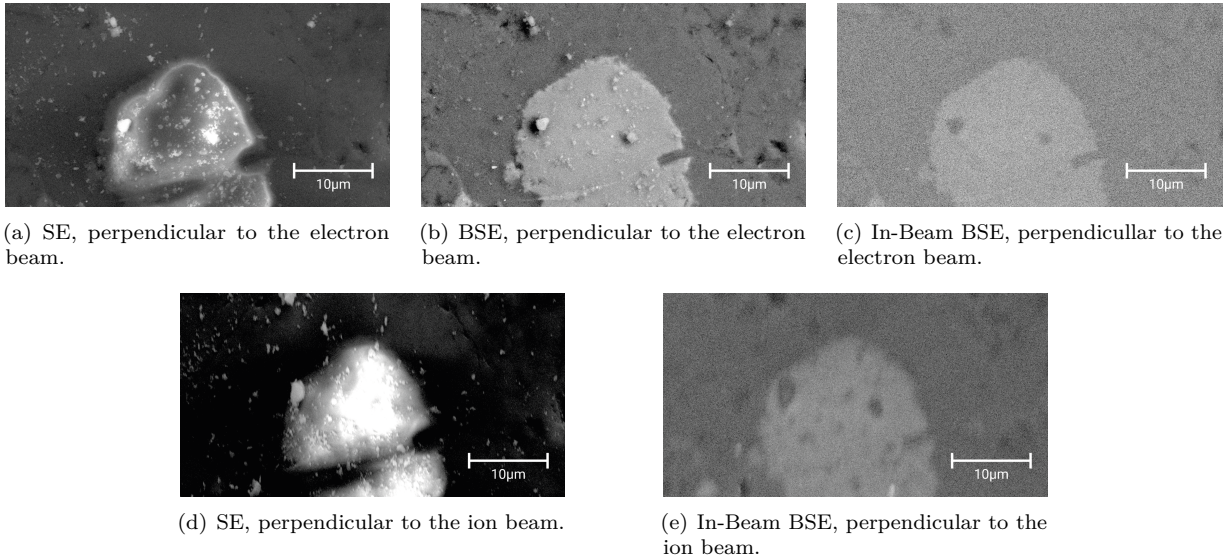 10μm
10μm
10μm
(a) SE, perpendicular to the electron
beam.
(b) BSE, perpendicular to the electron
beam.
(c) In-Beam BSE, perpendicullar to the
electron beam.
10μm
10μm
(d) SE, perpendicular to the ion beam.
(e) In-Beam BSE, perpendicular to the
ion beam.